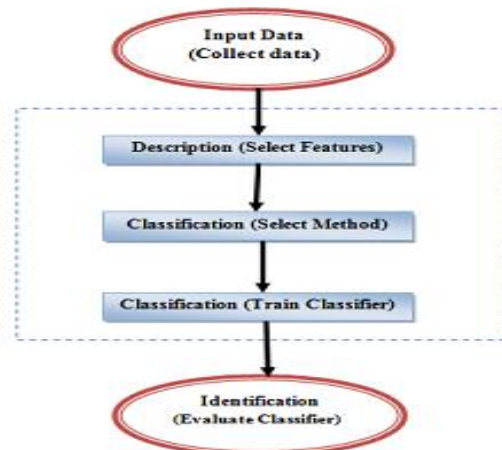 Input Data
(Collect data)
Description (Select Features)
Classification (Select Method)
Classification (Train Classifier)
Identification
(Evaluate Classifier)